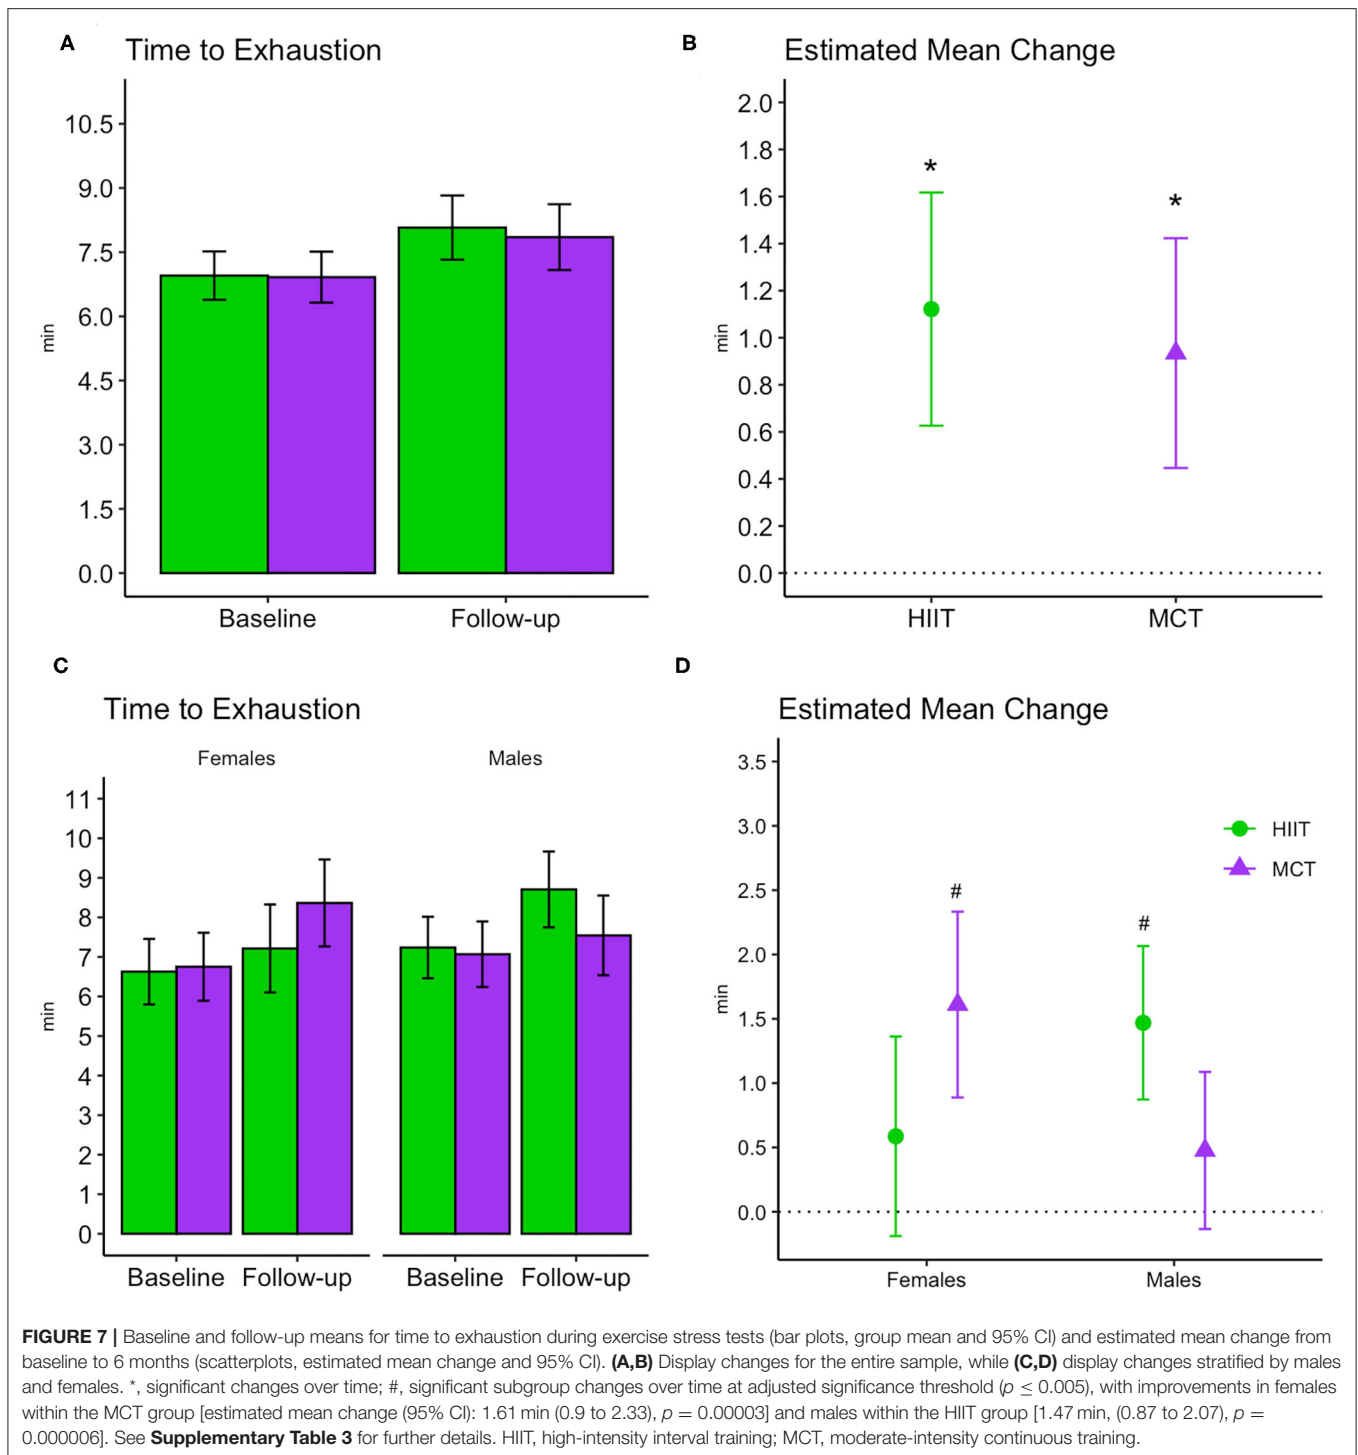 A
Time to Exhaustion
10.5
9.0
7.5
6.0
4.5
3.0
1.5
0.0
min
Baseline
Follow-up
B
Estimated Mean Change
2.0
1.8
1.6
1.4
1.2
1.0
0.8
0.6
0.4
0.2
0.0
min
*
*
HIIT
MCT
C
Time to Exhaustion
Females
Males
11
10
9
8
7
6
5
4
3
2
1
0
min
Baseline
Follow-up
Baseline
Follow-up
D
Estimated Mean Change
3.5
3.0
2.5
2.0
1.5
1.0
0.5
0.0
min
#
#
HIIT
MCT
Females
Males
FIGURE 7 | Baseline and follow-up means for time to exhaustion during exercise stress tests (bar plots, group mean and 95% CI) and estimated mean change from
baseline to 6 months (scatterplots, estimated mean change and 95% CI). (A,B) Display changes for the entire sample, while (C,D) display changes stratified by males
and females. *, significant changes over time; #, significant subgroup changes over time at adjusted significance threshold (p ≤ 0.005), with improvements in females
within the MCT group [estimated mean change (95% CI): 1.61 min (0.9 to 2.33), p = 0.00003] and males within the HIIT group [1.47 min, (0.87 to 2.07), p =
0.000006]. See Supplementary Table 3 for further details. HIIT, high-intensity interval training; MCT, moderate-intensity continuous training.